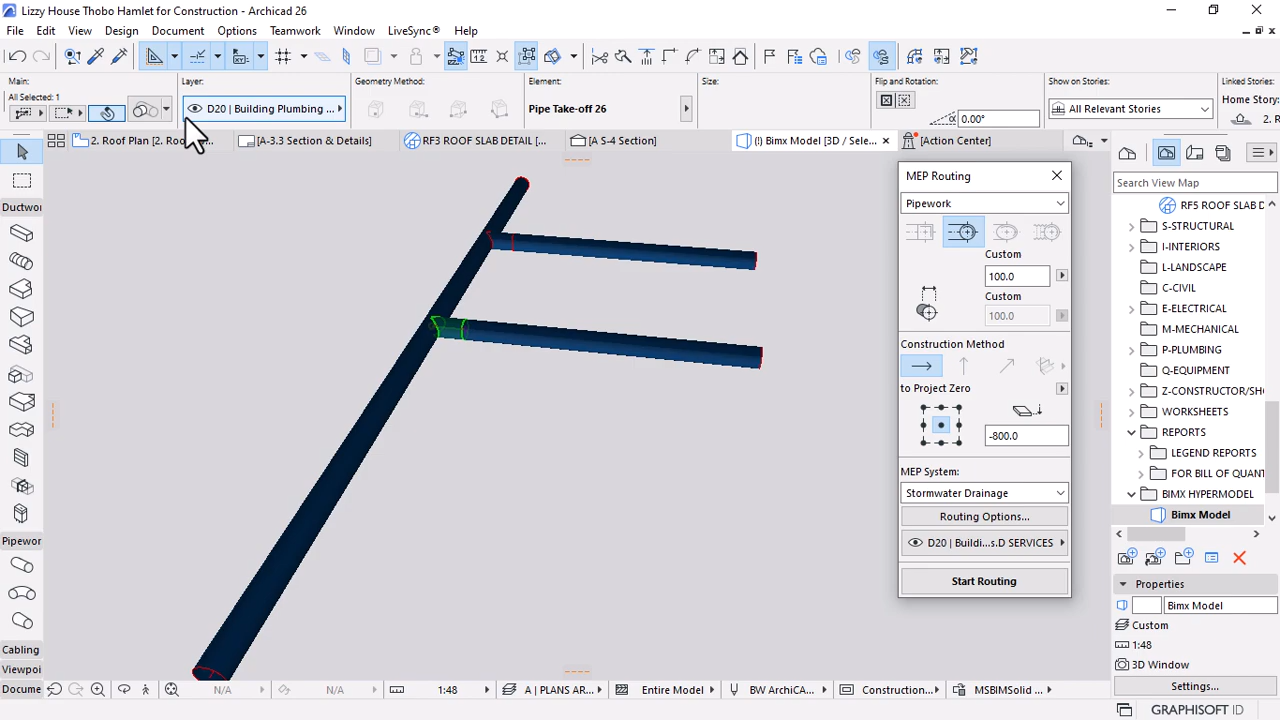 Lizzy House Thobo Hamlet for Construction - Archicad 26
File Edit View Design Document Options Teamwork Window LiveSync® Help
Main: Layer: Geometry Method: Element: Size: Flip and Rotation: Show on Stories: Linked Stories:
All Selected: 1 D20 | Building Plumbing ... Pipe Take-off 26 0.00° All Relevant Stories Home Story:
2. R
2. Roof Plan [2. Ro [A-3.3 Section & Details] RF3 ROOF SLAB DETAIL [... [A S-4 Section] (!) Bimx Model [3D / Sele... [Action Center]
MEP Routing
Pipework
Custom
100.0
Custom
100.0
Construction Method
to Project Zero
-800.0
MEP System:
Stormwater Drainage
Routing Options...
D20 | Buildi...s.D SERVICES
Start Routing
Ductwo
Pipewor
Cabling
Viewpoi
Docume
Search View Map
RF5 ROOF SLAB D
S-STRUCTURAL
I-INTERIORS
L-LANDSCAPE
C-CIVIL
E-ELECTRICAL
M-MECHANICAL
P-PLUMBING
Q-EQUIPMENT
Z-CONSTRUCTOR/SH
WORKSHEETS
REPORTS
LEGEND REPORTS
FOR BILL OF QUANT
BIMX HYPERMODEL
Bimx Model
Properties
Bimx Model
Custom
1:48
3D Window
Settings...
N/A N/A 1:48 A | PLANS AR... Entire Model BW ArchiCA... Construction... MSBIMSolid ...
GRAPHISOFT ID